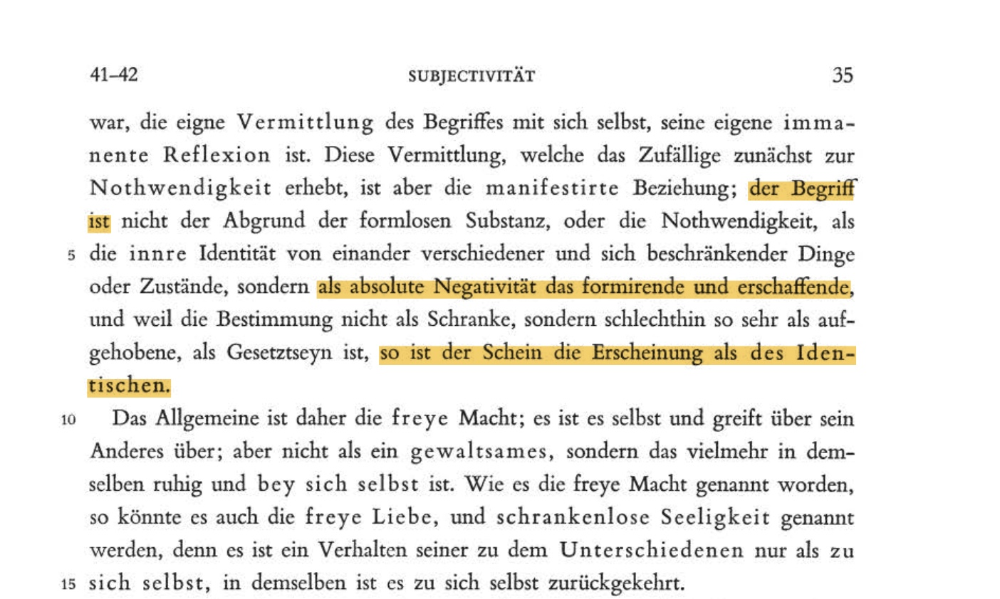 41–42 SUBJECTIVITÄT 35
war, die eigne Vermittlung des Begriffes mit sich selbst, seine eigene imma-
nente Reflexion ist. Diese Vermittlung, welche das Zufällige zunächst zur
Nothwendigkeit erhebt, ist aber die manifestirte Beziehung; der Begriff
ist nicht der Abgrund der formlosen Substanz, oder die Nothwendigkeit, als
5 die innre Identität von einander verschiedener und sich beschränkender Dinge
oder Zustände, sondern als absolute Negativität das formirende und erschaffende,
und weil die Bestimmung nicht als Schranke, sondern schlechthin so sehr als auf-
gehobene, als Gesetztseyn ist, so ist der Schein die Erscheinung als des Iden-
tischen.
10 Das Allgemeine ist daher die freye Macht; es ist es selbst und greift über sein
Anderes über; aber nicht als ein gewaltsames, sondern das vielmehr in dem-
selben ruhig und bey sich selbst ist. Wie es die freye Macht genannt worden,
so könnte es auch die freye Liebe, und schrankenlose Seeligkeit genannt
werden, denn es ist ein Verhalten seiner zu dem Unterschiedenen nur als zu
15 sich selbst, in demselben ist es zu sich selbst zurückgekehrt.